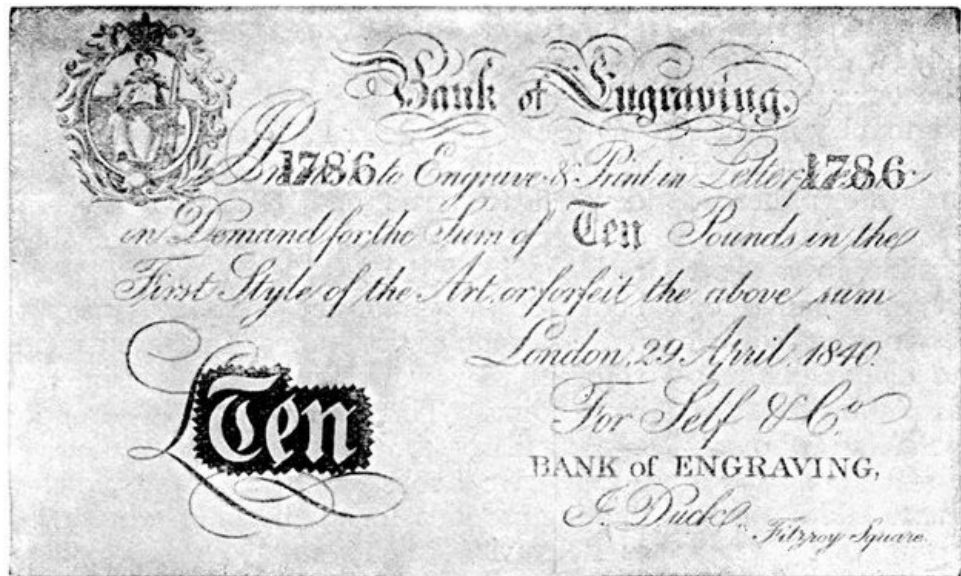 Bank of Engraving.
1786 to Engrave & Print in 1786
in Demand for the Sum of Ten Pounds in the
First Style of the Art, or forfeit the above sum
London, 29 April, 1840.
£Ten
For Self & Co.
BANK of ENGRAVING,
J. Duck.
Fitzroy Square.